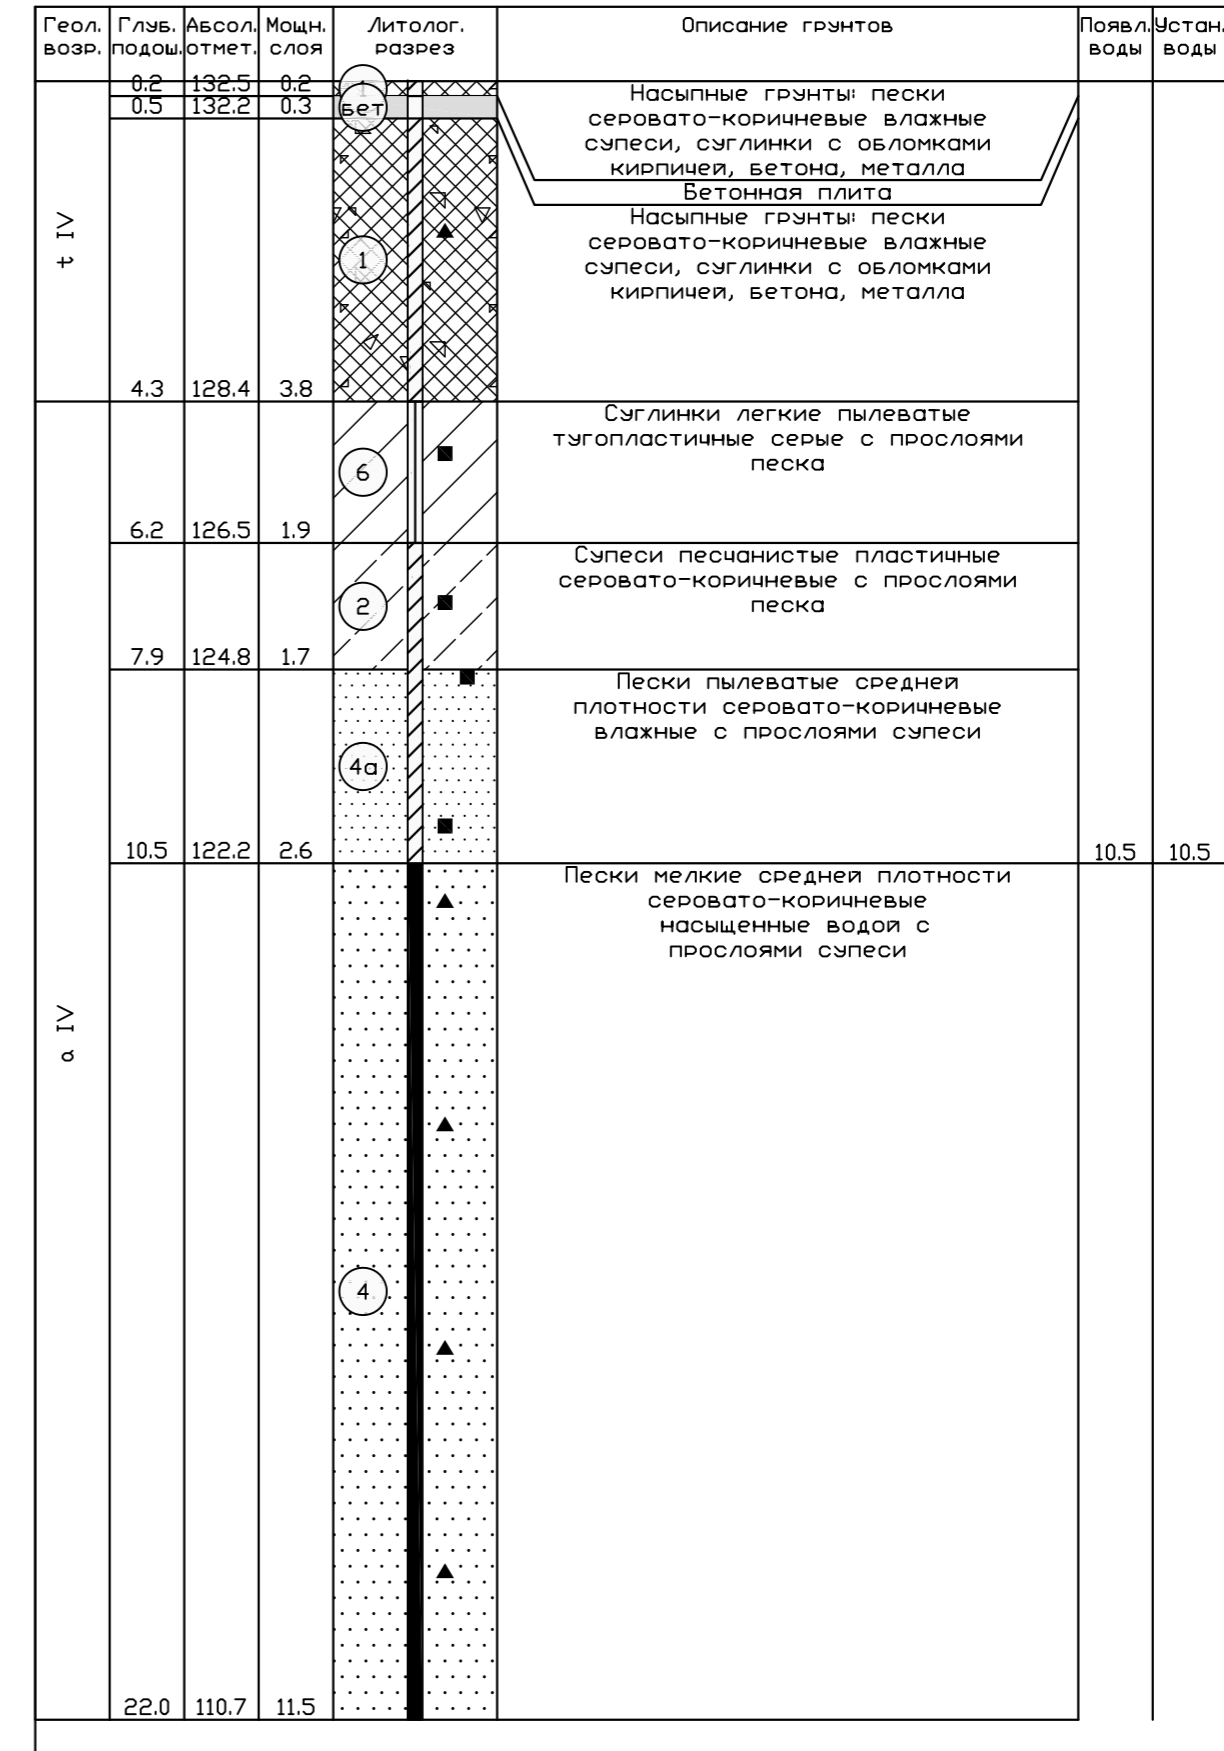 Геол. Глуб. Абсол. Мощн. Литолог. Описание грунтов Появл. Устан.
возр. подош. отмет. слоя разрез воды воды
0.2 132.5 0.2 1
0.5 132.2 0.3 Бет
Насыпные грунты: пески
серовато-коричневые влажные
супеси, суглинки с обломками
кирпичей, бетона, металла
Бетонная плита
Насыпные грунты: пески
серовато-коричневые влажные
супеси, суглинки с обломками
кирпичей, бетона, металла
t IV
1
4.3 128.4 3.8
Суглинки легкие пылеватые
тугопластичные серые с прослоями
песка
6
6.2 126.5 1.9
Супеси песчанистые пластичные
серовато-коричневые с прослоями
песка
2
7.9 124.8 1.7
Пески пылеватые средней
плотности серовато-коричневые
влажные с прослоями супеси
4а
10.5 122.2 2.6 10.5 10.5
Пески мелкие средней плотности
серовато-коричневые
насыщенные водой с
прослоями супеси
a IV
4
22.0 110.7 11.5